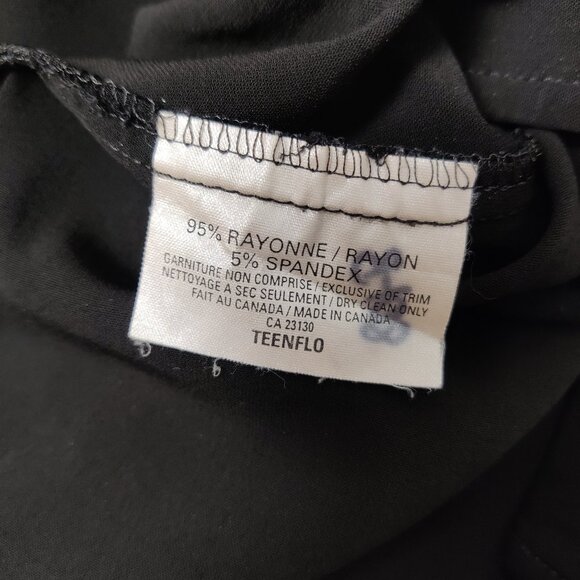 95% RAYONNE / RAYON
5% SPANDEX
GARNITURE NON COMPRISE / EXCLUSIVE OF TRIM
NETTOYAGE A SEC SEULEMENT / DRY CLEAN ONLY
FAIT AU CANADA / MADE IN CANADA
CA 23130
TEENFLO